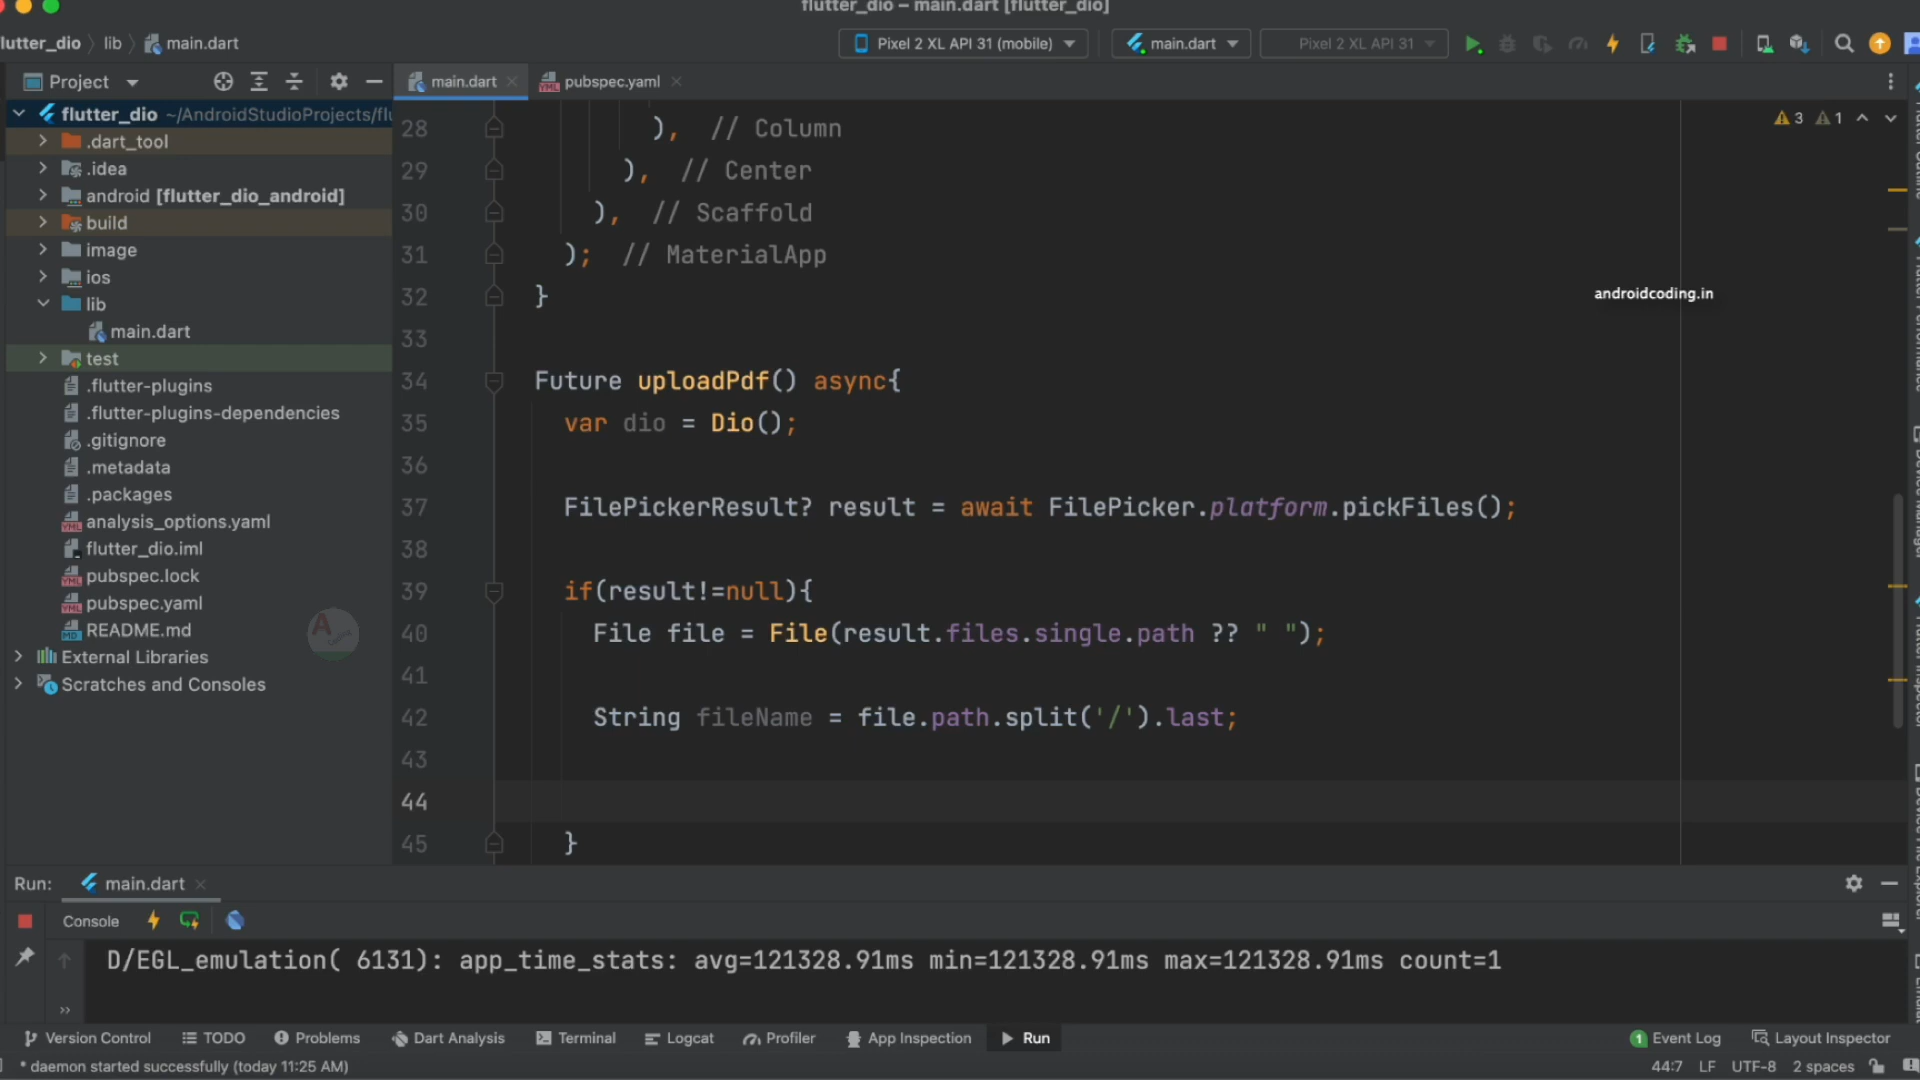 flutter_dio – main.dart [flutter_dio]
lutter_dio lib main.dart
Pixel 2 XL API 31 (mobile) main.dart Pixel 2 XL API 31
Project
main.dart pubspec.yaml
flutter_dio ~/AndroidStudioProjects/flu
.dart_tool
.idea
android [flutter_dio_android]
build
image
ios
lib
main.dart
test
.flutter-plugins
.flutter-plugins-dependencies
.gitignore
.metadata
.packages
analysis_options.yaml
flutter_dio.iml
pubspec.lock
pubspec.yaml
README.md
External Libraries
Scratches and Consoles
3 1
28 ), // Column
29 ), // Center
30 ), // Scaffold
31 ); // MaterialApp
32 }
androidcoding.in
33
34 Future uploadPdf() async{
35 var dio = Dio();
36
37 FilePickerResult? result = await FilePicker.platform.pickFiles();
38
39 if(result!=null){
40 File file = File(result.files.single.path ?? " ");
41
42 String fileName = file.path.split('/').last;
43
44
45 }
Run: main.dart
Console
D/EGL_emulation( 6131): app_time_stats: avg=121328.91ms min=121328.91ms max=121328.91ms count=1
Version Control TODO Problems Dart Analysis Terminal Logcat Profiler App Inspection Run 1 Event Log Layout Inspector
* daemon started successfully (today 11:25 AM) 44:7 LF UTF-8 2 spaces